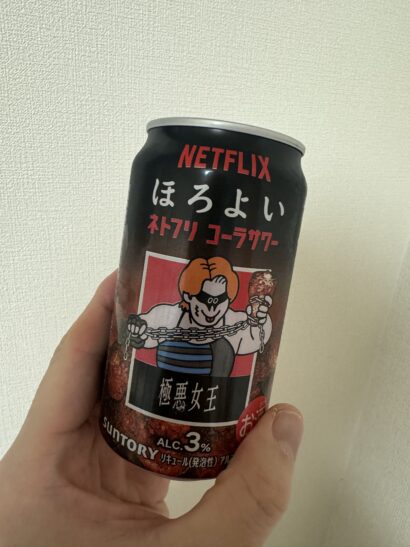 NETFLIX
ほろよい
ネトフリ コーラサワー
極悪女王
SUNTORY
ALC.3%
リキュール(発泡性)